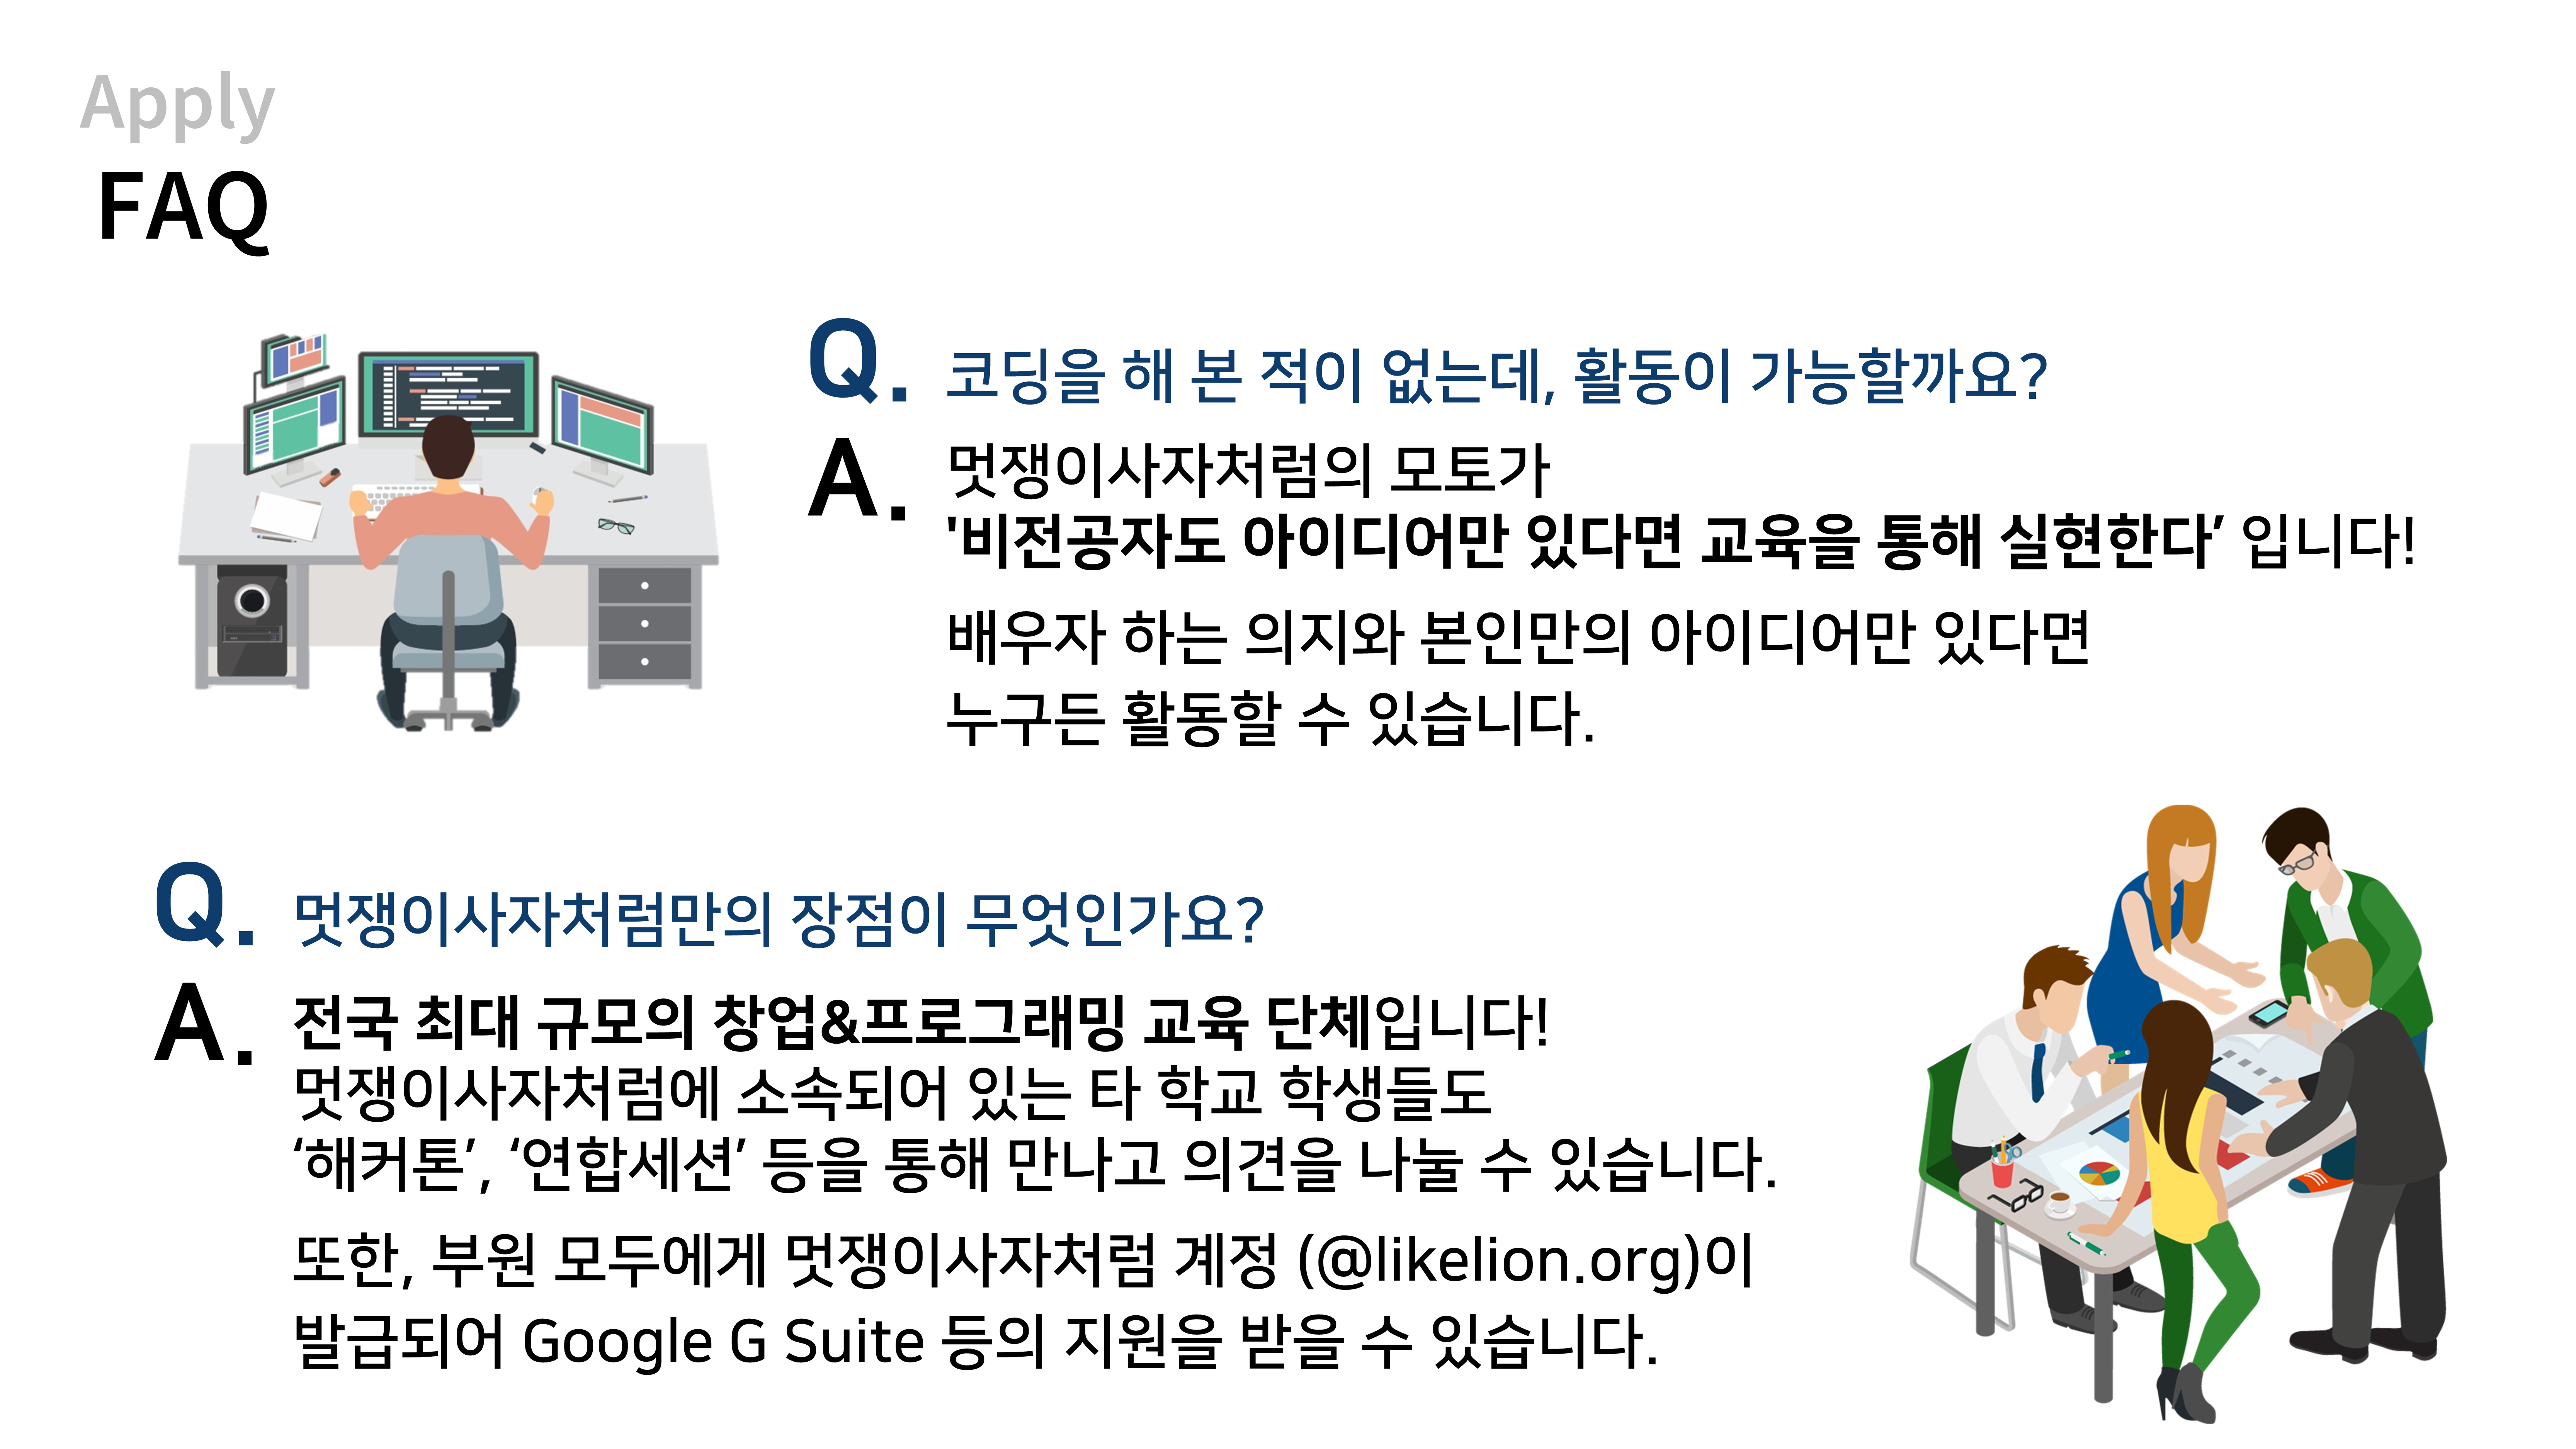 Apply
FAQ
Q. 코딩을 해 본 적이 없는데, 활동이 가능할까요?
A. 멋쟁이사자처럼의 모토가
'비전공자도 아이디어만 있다면 교육을 통해 실현한다’ 입니다!
배우자 하는 의지와 본인만의 아이디어만 있다면
누구든 활동할 수 있습니다.
Q. 멋쟁이사자처럼만의 장점이 무엇인가요?
A. 전국 최대 규모의 창업&프로그래밍 교육 단체입니다!
멋쟁이사자처럼에 소속되어 있는 타 학교 학생들도
‘해커톤’, ‘연합세션’ 등을 통해 만나고 의견을 나눌 수 있습니다.
또한, 부원 모두에게 멋쟁이사자처럼 계정 (@likelion.org)이
발급되어 Google G Suite 등의 지원을 받을 수 있습니다.